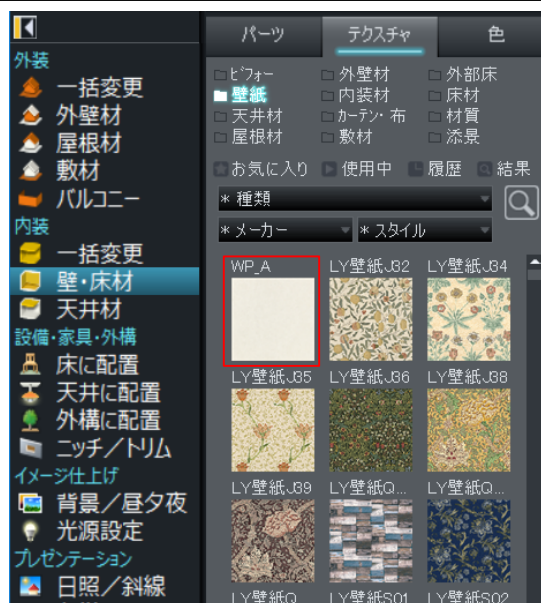 外装
一括変更
外壁材
屋根材
敷材
バルコニー
内装
一括変更
壁・床材
天井材
設備・家具・外構
床に配置
天井に配置
外構に配置
ニッチ／トリム
イメージ仕上げ
背景／昼夕夜
光源設定
プレゼンテーション
日照／斜線
パーツ テクスチャ 色
ビフォー 外壁材 外部床
壁紙 内装材 床材
天井材 カーテン・布 材質
屋根材 敷材 添景
お気に入り 使用中 履歴 結果
* 種類
* メーカー * スタイル
WP_A LY壁紙J32 LY壁紙J34
LY壁紙J35 LY壁紙J36 LY壁紙J38
LY壁紙J39 LY壁紙Q... LY壁紙Q...
LY壁紙Q LY壁紙S01 LY壁紙S02